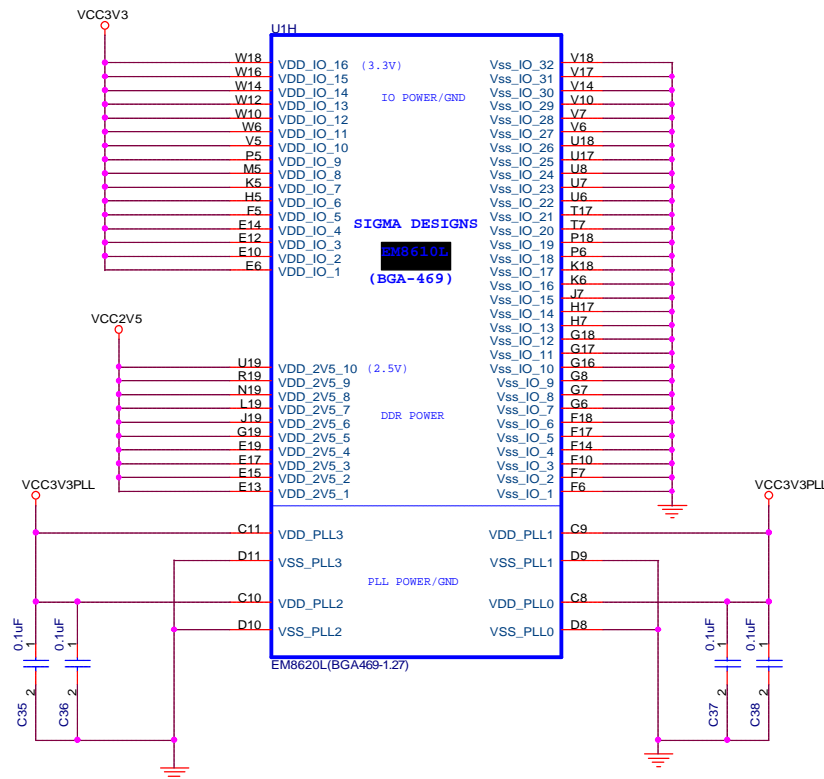 VCC3V3
U1H
W18 VDD_IO_16 (3.3V) Vss_IO_32 V18
W16 VDD_IO_15 Vss_IO_31 V17
W14 VDD_IO_14 IO POWER/GND Vss_IO_30 V14
W12 VDD_IO_13 Vss_IO_29 V10
W10 VDD_IO_12 Vss_IO_28 V7
W6 VDD_IO_11 Vss_IO_27 V6
V5 VDD_IO_10 Vss_IO_26 U18
P5 VDD_IO_9 Vss_IO_25 U17
M5 VDD_IO_8 Vss_IO_24 U8
K5 VDD_IO_7 Vss_IO_23 U7
H5 VDD_IO_6 Vss_IO_22 U6
F5 VDD_IO_5 Vss_IO_21 T17
E14 VDD_IO_4 SIGMA DESIGNS Vss_IO_20 T7
E12 VDD_IO_3 Vss_IO_19 P18
E10 VDD_IO_2 EM8610L Vss_IO_18 P6
E6 VDD_IO_1 Vss_IO_17 K18
(BGA-469) Vss_IO_16 K6
Vss_IO_15 J7
Vss_IO_14 H17
Vss_IO_13 H7
VCC2V5 Vss_IO_12 G18
Vss_IO_11 G17
U19 VDD_2V5_10 (2.5V) Vss_IO_10 G16
R19 VDD_2V5_9 Vss_IO_9 G8
N19 VDD_2V5_8 Vss_IO_8 G7
L19 VDD_2V5_7 Vss_IO_7 G6
J19 VDD_2V5_6 DDR POWER Vss_IO_6 F18
G19 VDD_2V5_5 Vss_IO_5 F17
E19 VDD_2V5_4 Vss_IO_4 F14
E17 VDD_2V5_3 Vss_IO_3 F10
E15 VDD_2V5_2 Vss_IO_2 F7
E13 VDD_2V5_1 Vss_IO_1 F6
VCC3V3PLL VCC3V3PLL
C11 VDD_PLL3 VDD_PLL1 C9
D11 VSS_PLL3 VSS_PLL1 D9
PLL POWER/GND
C10 VDD_PLL2 VDD_PLL0 C8
D10 VSS_PLL2 VSS_PLL0 D8
0.1uF 1 0.1uF 1 0.1uF 1 0.1uF 1
EM8620L(BGA469-1.27)
C35 2 C36 2 C37 2 C38 2